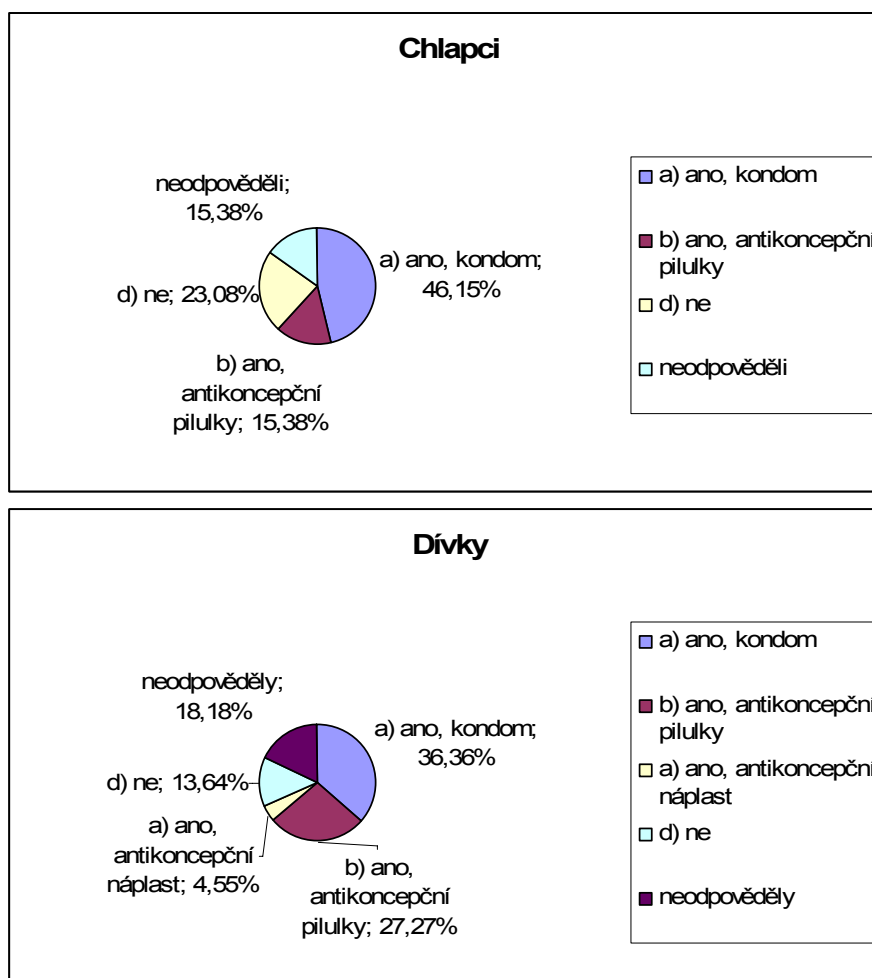 Chlapci
neodpověděli;
15,38%
a) ano, kondom;
46,15%
d) ne; 23,08%
b) ano,
antikoncepční
pilulky; 15,38%
a) ano, kondom
b) ano, antikoncepční
pilulky
d) ne
neodpověděli
Dívky
neodpověděly;
18,18%
a) ano, kondom;
36,36%
d) ne; 13,64%
a) ano,
antikoncepční
náplast; 4,55%
b) ano,
antikoncepční
pilulky; 27,27%
a) ano, kondom
b) ano, antikoncepční
pilulky
a) ano, antikoncepční
náplast
d) ne
neodpověděly